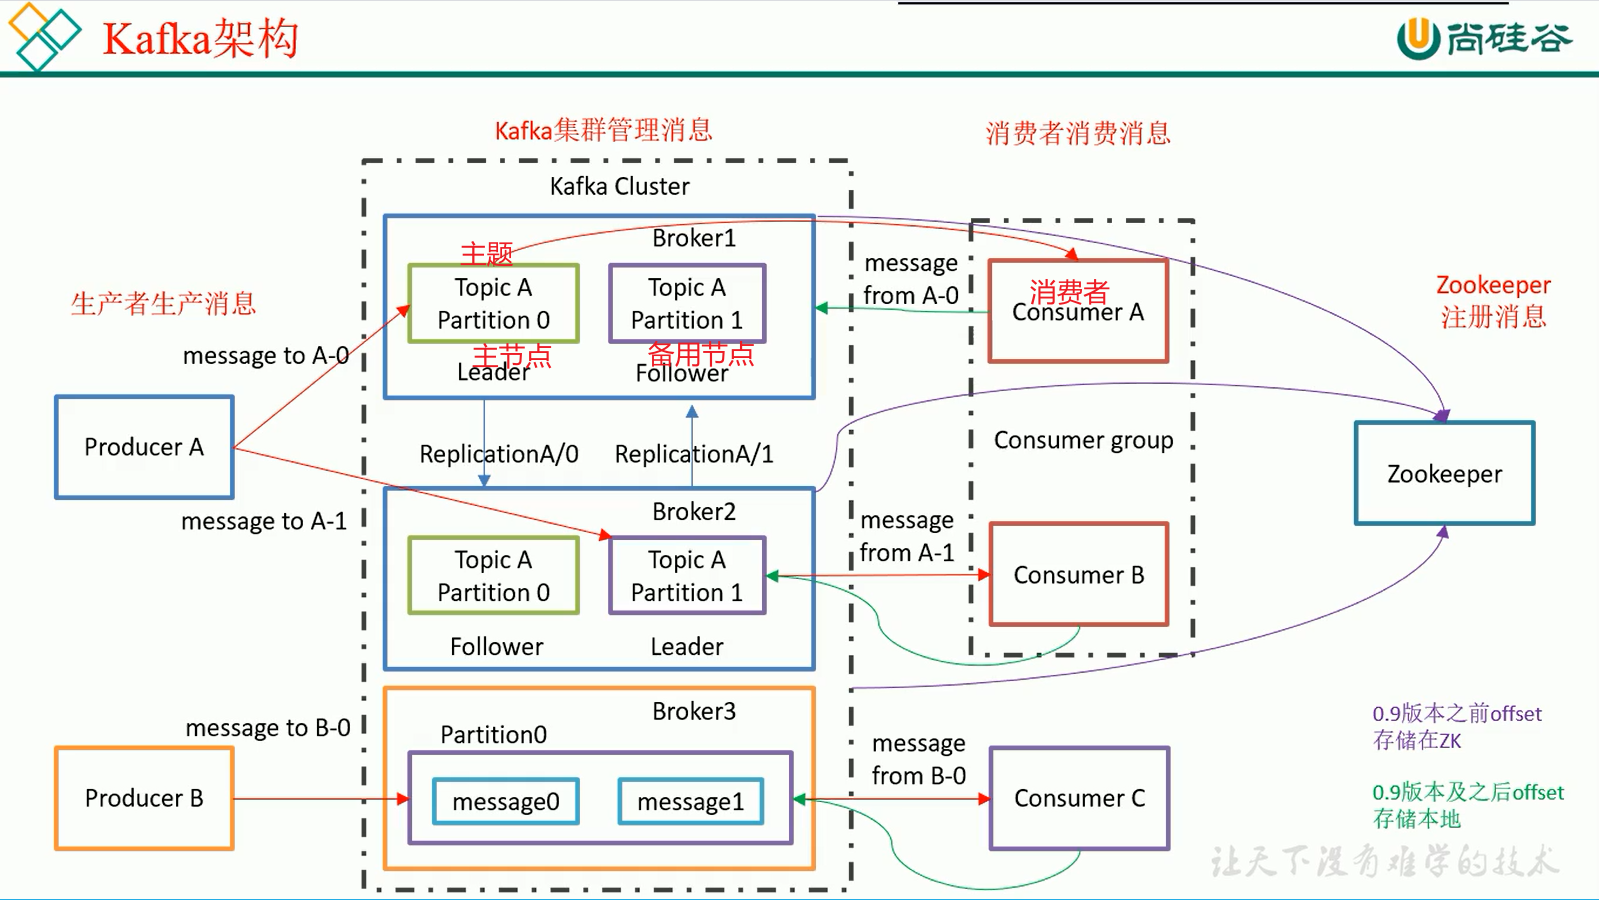 Kafka架构
尚硅谷
Kafka集群管理消息
消费者消费消息
Kafka Cluster
Broker1
主题
Topic A
Partition 0
Topic A
Partition 1
主节点
Leader
备用节点
Follower
message
from A-0
消费者
Consumer A
Zookeeper
注册消息
生产者生产消息
message to A-0
Producer A
message to A-1
ReplicationA/0
ReplicationA/1
Consumer group
Zookeeper
Broker2
Topic A
Partition 0
Topic A
Partition 1
Follower
Leader
message
from A-1
Consumer B
message to B-0
Producer B
Broker3
Partition0
message0
message1
message
from B-0
Consumer C
0.9版本之前offset
存储在ZK
0.9版本及之后offset
存储本地
让天下没有难学的技术